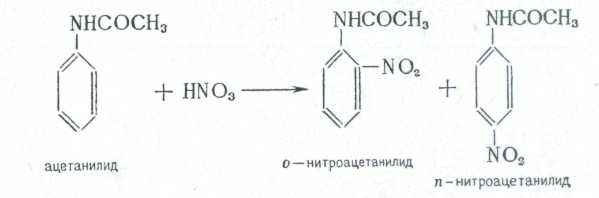 NHCOCH₃ NHCOCH₃ NHCOCH₃
+ HNO₃ —NO₂ +
NO₂
ацетанилид о—нитроацетанилид
п—нитроацетанилид